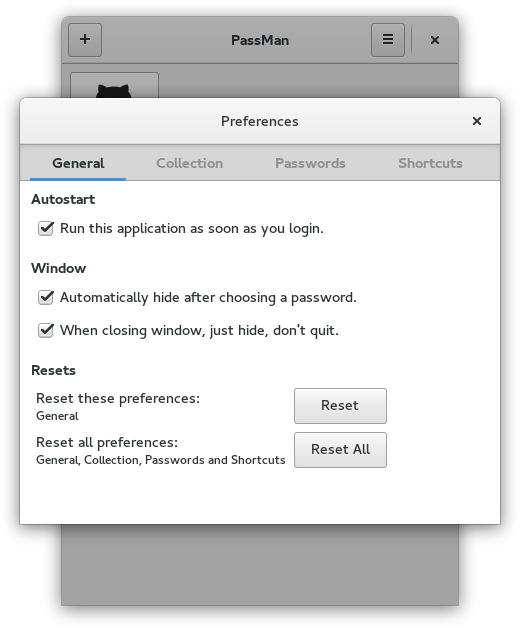 PassMan
Preferences
General Collection Passwords Shortcuts
Autostart
Run this application as soon as you login.
Window
Automatically hide after choosing a password.
When closing window, just hide, don't quit.
Resets
Reset these preferences:
General
Reset
Reset all preferences:
General, Collection, Passwords and Shortcuts
Reset All